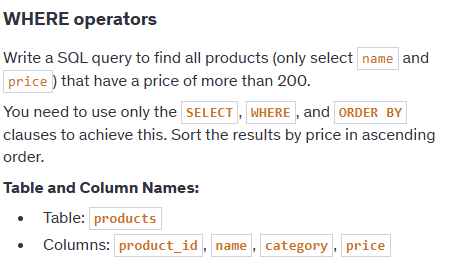 WHERE operators
Write a SQL query to find all products (only select name and
price) that have a price of more than 200.
You need to use only the SELECT, WHERE, and ORDER BY
clauses to achieve this. Sort the results by price in ascending
order.
Table and Column Names:
• Table: products
• Columns: product_id, name, category, price